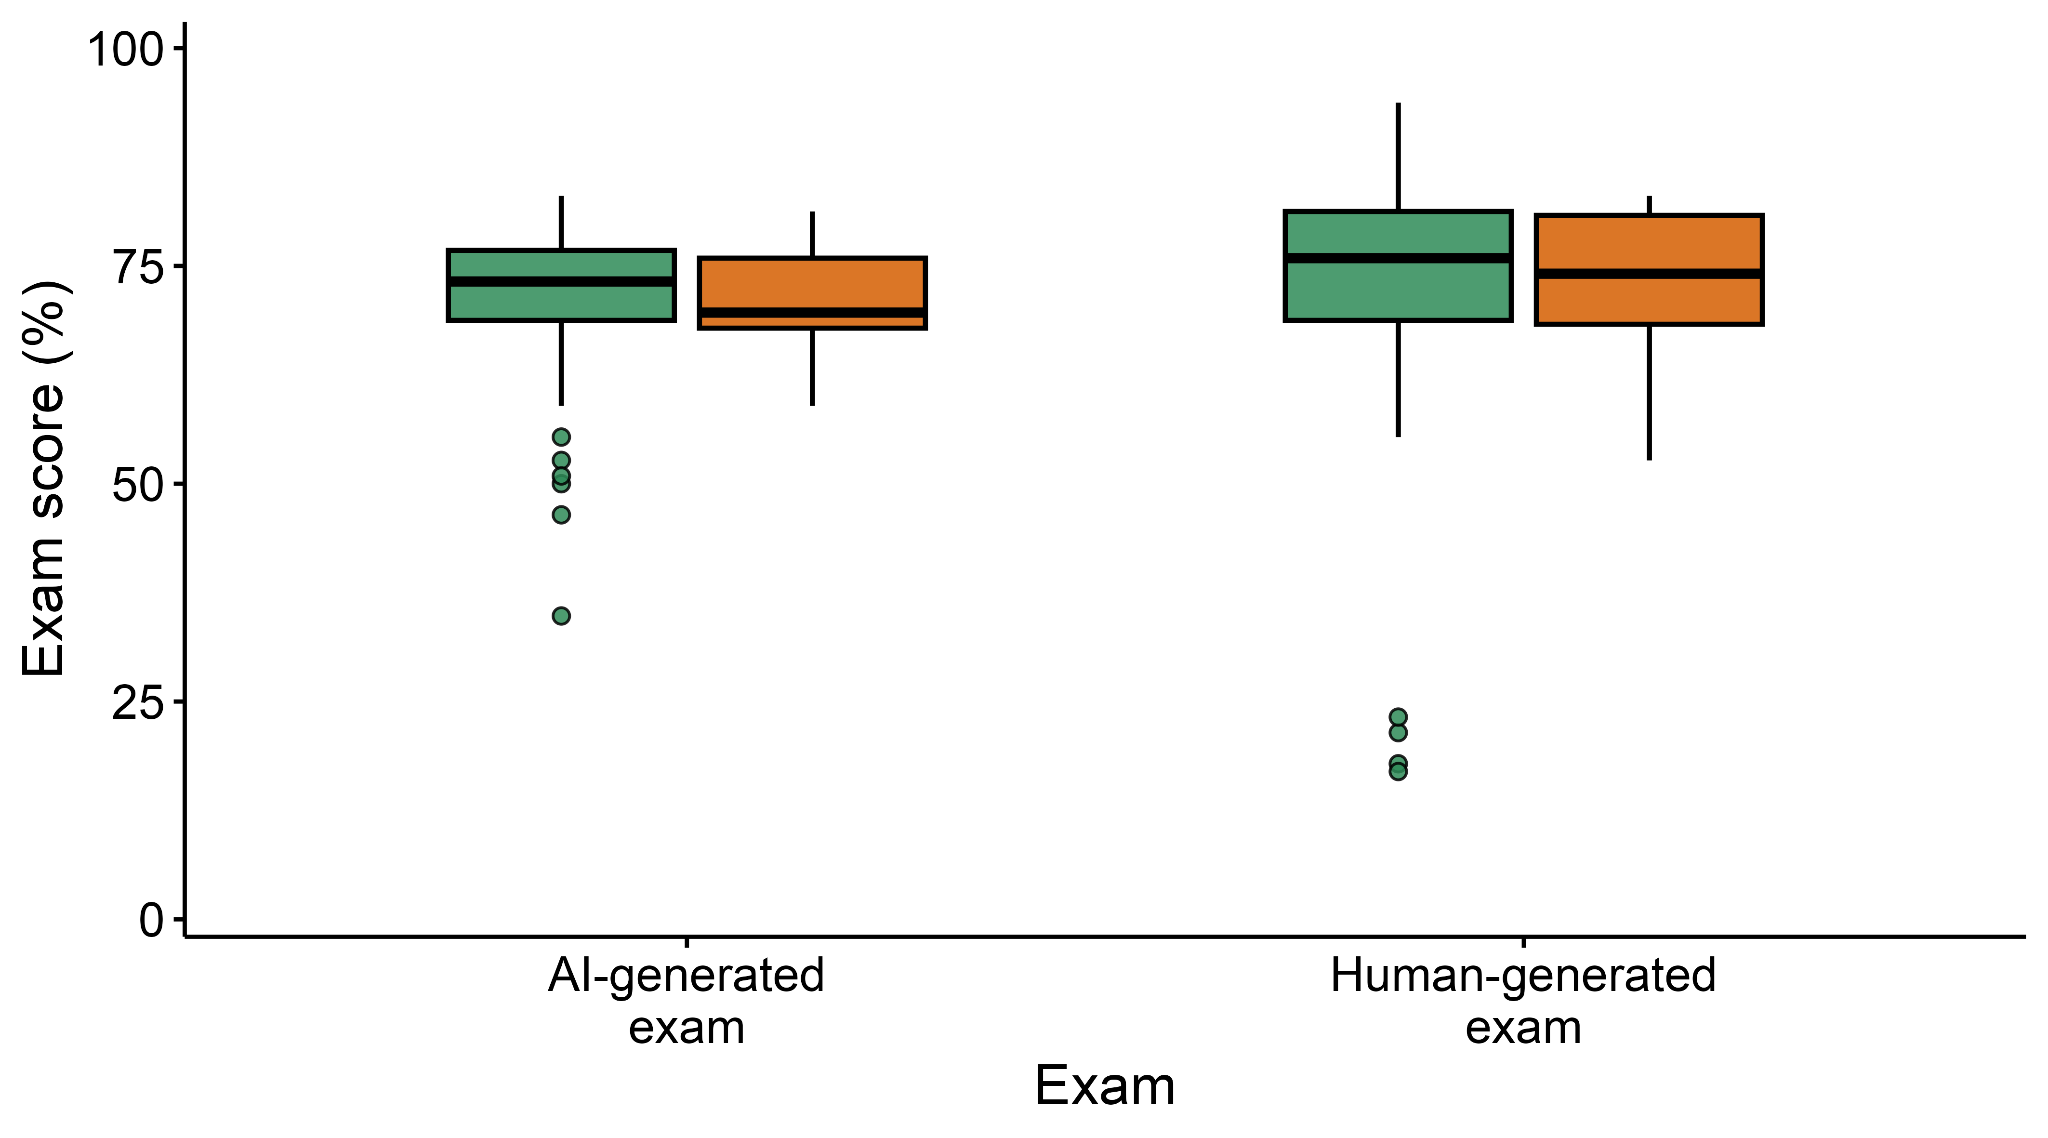 100
75
50
25
0
Exam score (%)
AI-generated
exam
Human-generated
exam
Exam